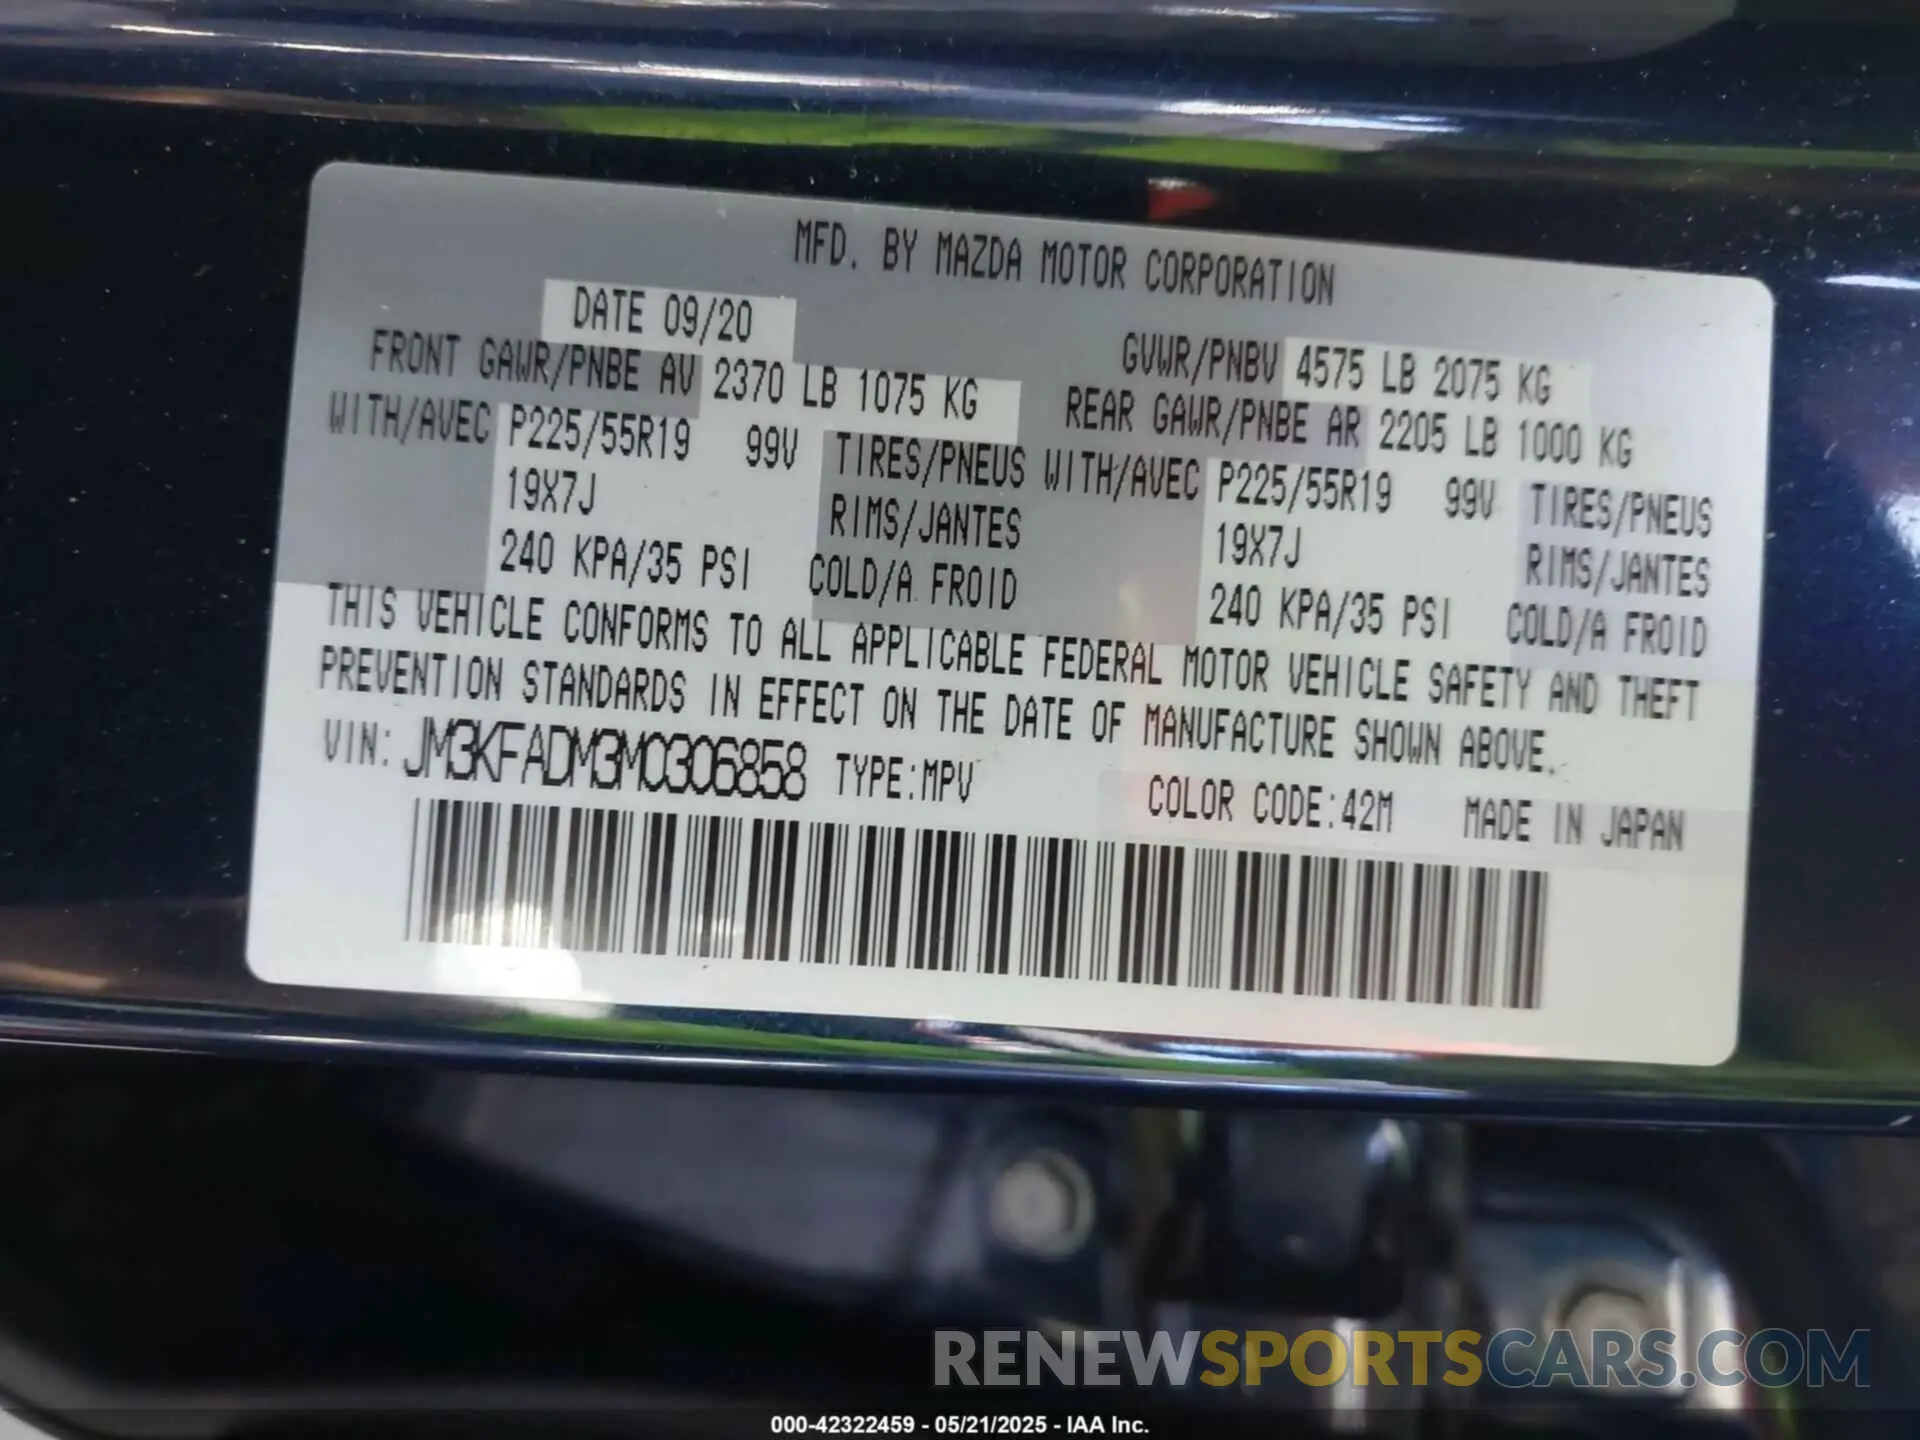 MFD. BY MAZDA MOTOR CORPORATION
DATE 09/20
GVWR/PNBV 4575 LB 2075 KG
FRONT GAWR/PNBE AV 2370 LB 1075 KG
REAR GAWR/PNBE AR 2205 LB 1000 KG
WITH/AVEC P225/55R19 99V TIRES/PNEUS WITH/AVEC P225/55R19 99V TIRES/PNEUS
19X7J RIMS/JANTES 19X7J RIMS/JANTES
240 KPA/35 PSI COLD/A FROID 240 KPA/35 PSI COLD/A FROID
THIS VEHICLE CONFORMS TO ALL APPLICABLE FEDERAL MOTOR VEHICLE SAFETY AND THEFT
PREVENTION STANDARDS IN EFFECT ON THE DATE OF MANUFACTURE SHOWN ABOVE.
VIN: JM3KFADM3M0306858 TYPE:MPV COLOR CODE:42M MADE IN JAPAN
RENEWSPORTSCARS.COM
000-42322459 - 05/21/2025 - IAA Inc.